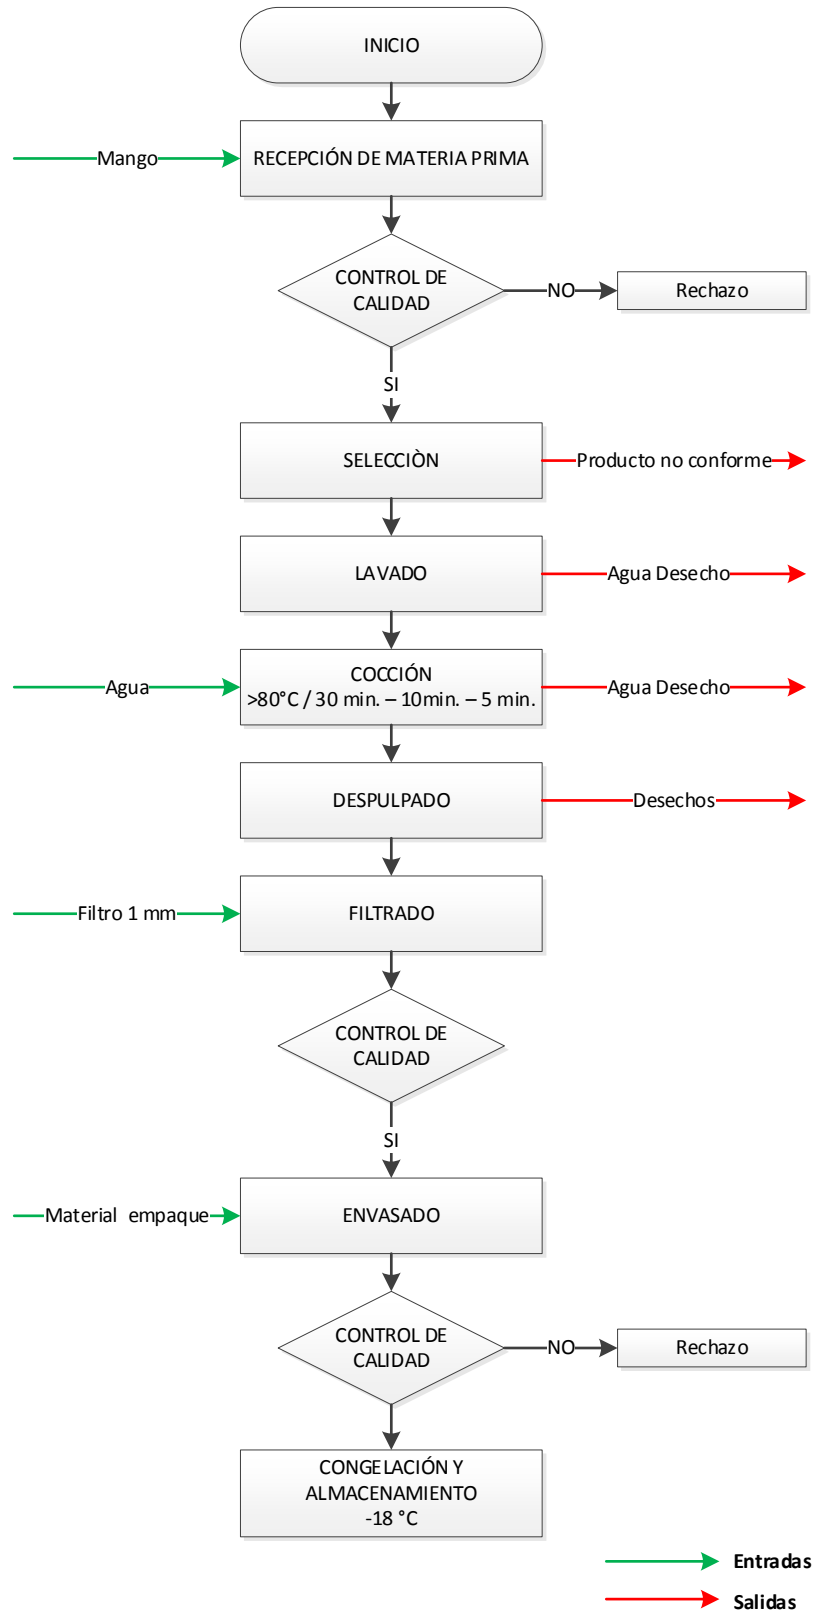 INICIO
Mango
RECEPCIÓN DE MATERIA PRIMA
CONTROL DE
CALIDAD
NO
Rechazo
SI
SELECCIÒN
Producto no conforme
LAVADO
Agua Desecho
Agua
COCCIÓN
>80°C / 30 min. – 10min. – 5 min.
Agua Desecho
DESPULPADO
Desechos
Filtro 1 mm
FILTRADO
CONTROL DE
CALIDAD
SI
Material empaque
ENVASADO
CONTROL DE
CALIDAD
NO
Rechazo
CONGELACIÓN Y
ALMACENAMIENTO
-18 °C
Entradas
Salidas